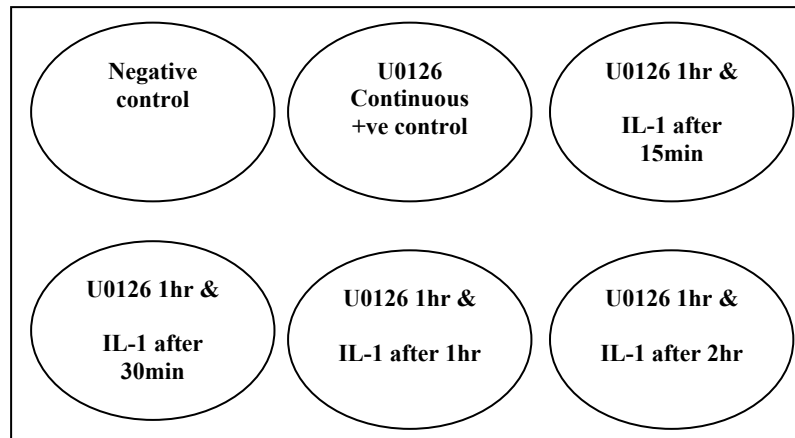 Negative
control
U0126
Continuous
+ve control
U0126 1hr &
IL-1 after
15min
U0126 1hr &
IL-1 after
30min
U0126 1hr &
IL-1 after 1hr
U0126 1hr &
IL-1 after 2hr